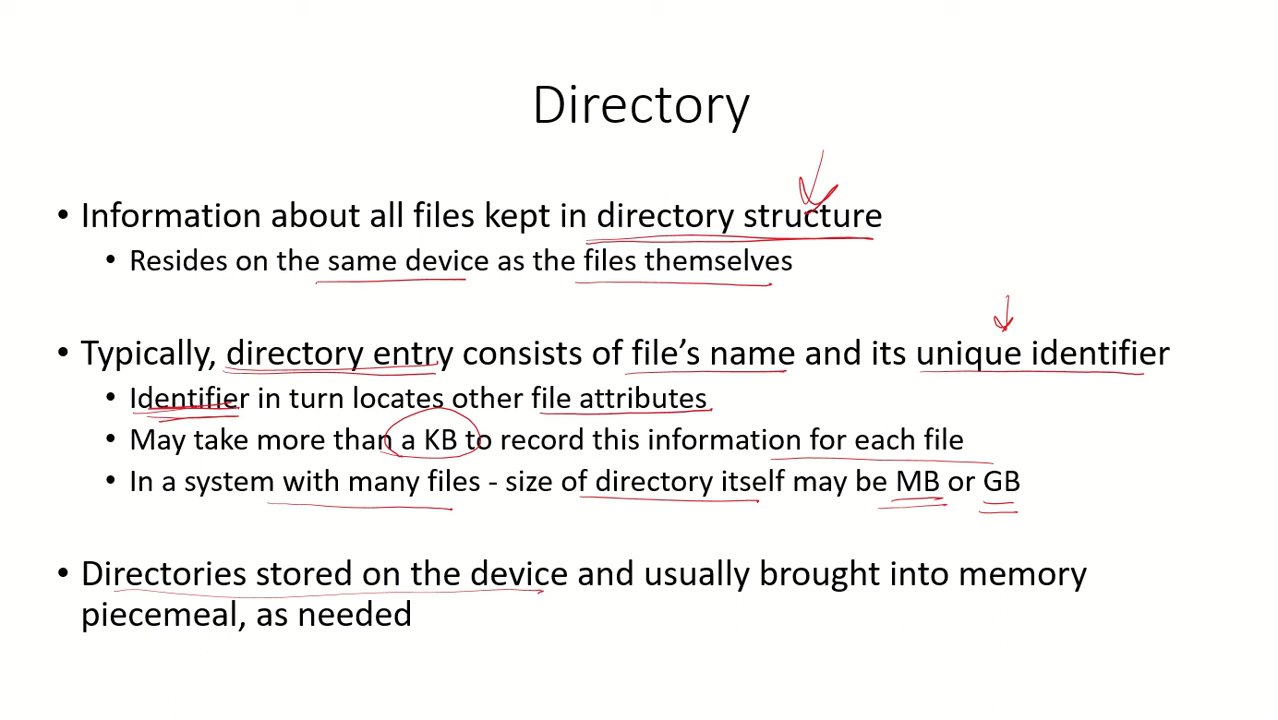 Directory
• Information about all files kept in directory structure
• Resides on the same device as the files themselves
• Typically, directory entry consists of file’s name and its unique identifier
• Identifier in turn locates other file attributes
• May take more than a KB to record this information for each file
• In a system with many files - size of directory itself may be MB or GB
• Directories stored on the device and usually brought into memory
piecemeal, as needed